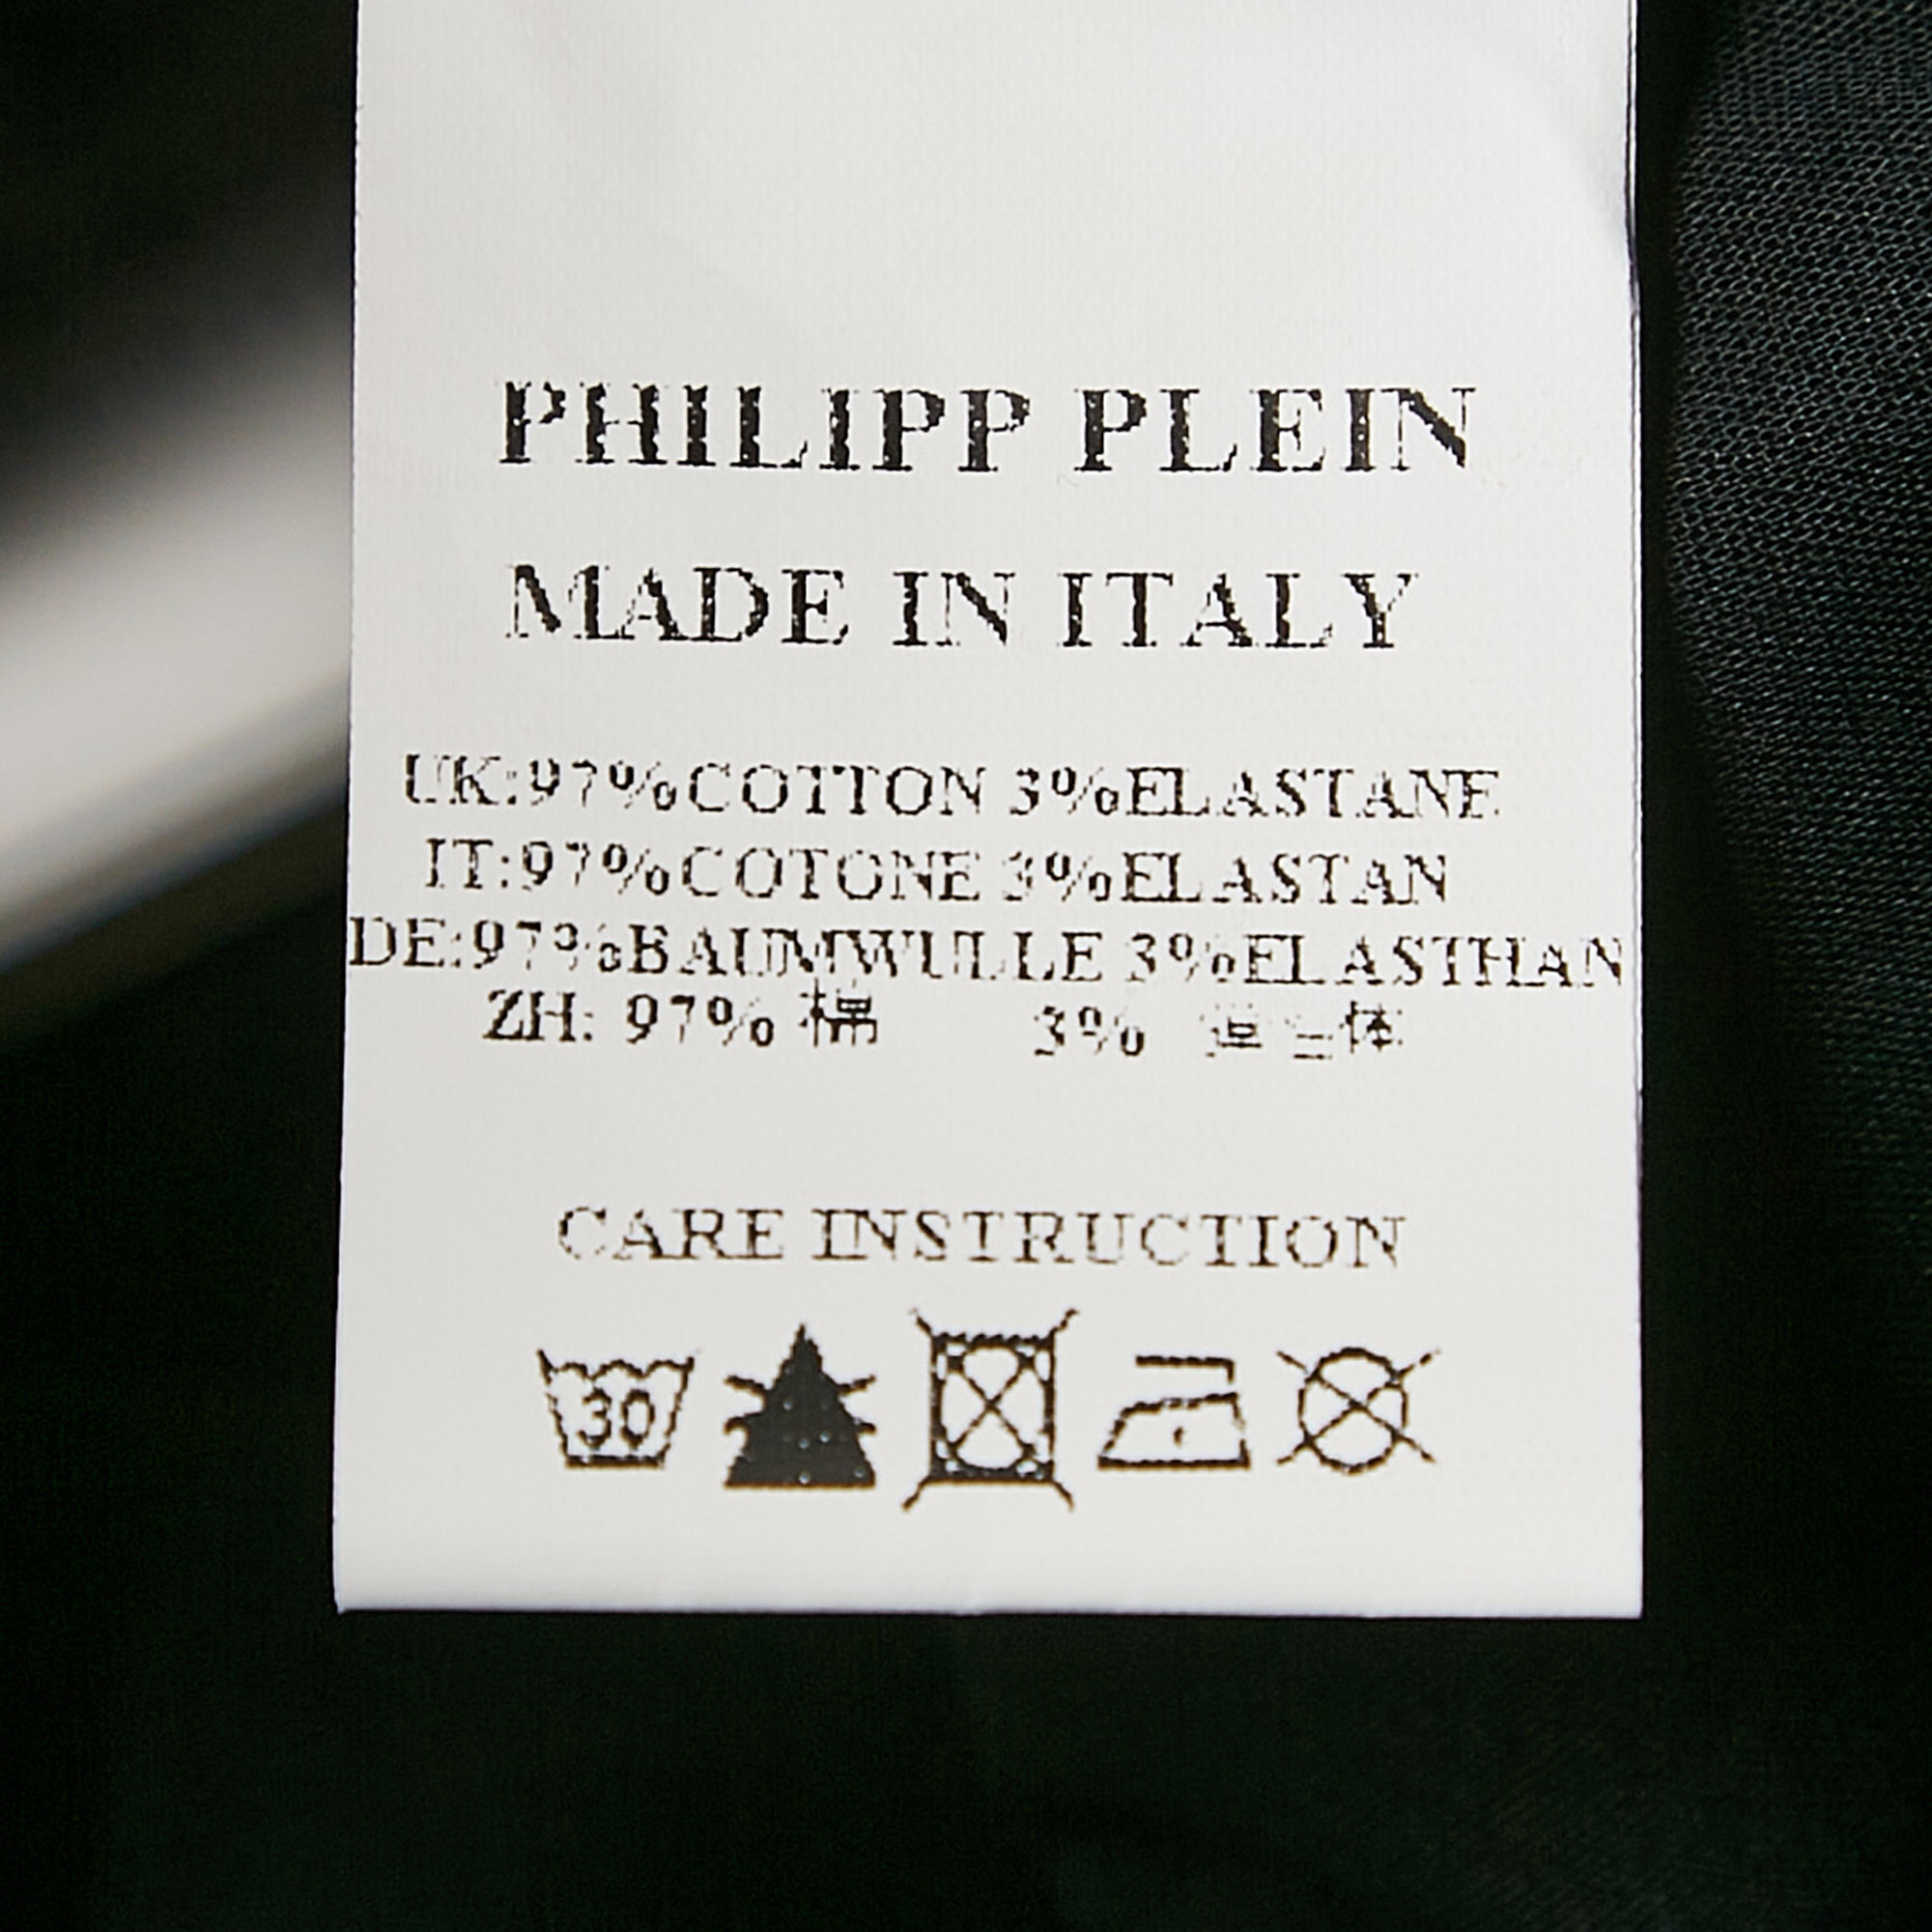 PHILIPP PLEIN
MADE IN ITALY
UK:97%COTTON 3%ELASTANE
IT:97%COTONE 3%ELASTAN
DE:97%BAUMWULLE 3%ELASTHAN
ZH: 97% 棉 3%
CARE INSTRUCTION
30